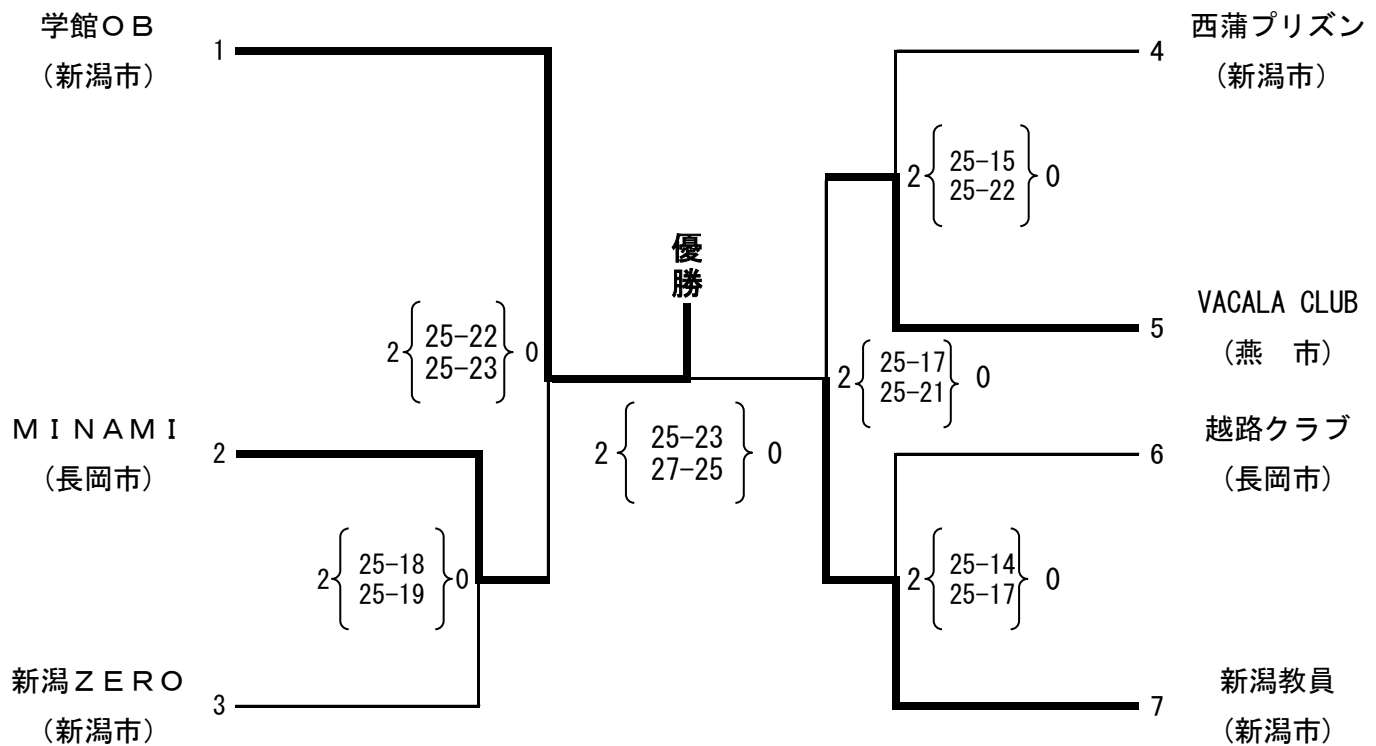 学館ＯＢ
（新潟市）
1
ＭＩＮＡＭＩ
（長岡市）
2
新潟ＺＥＲＯ
（新潟市）
3
2 25-22 0
25-23
2 25-18 0
25-19
優
勝
2 25-23 0
27-25
2 25-15 0
25-22
2 25-17 0
25-21
2 25-14 0
25-17
4
西蒲プリズン
（新潟市）
5
VACALA CLUB
（燕　市）
6
越路クラブ
（長岡市）
7
新潟教員
（新潟市）